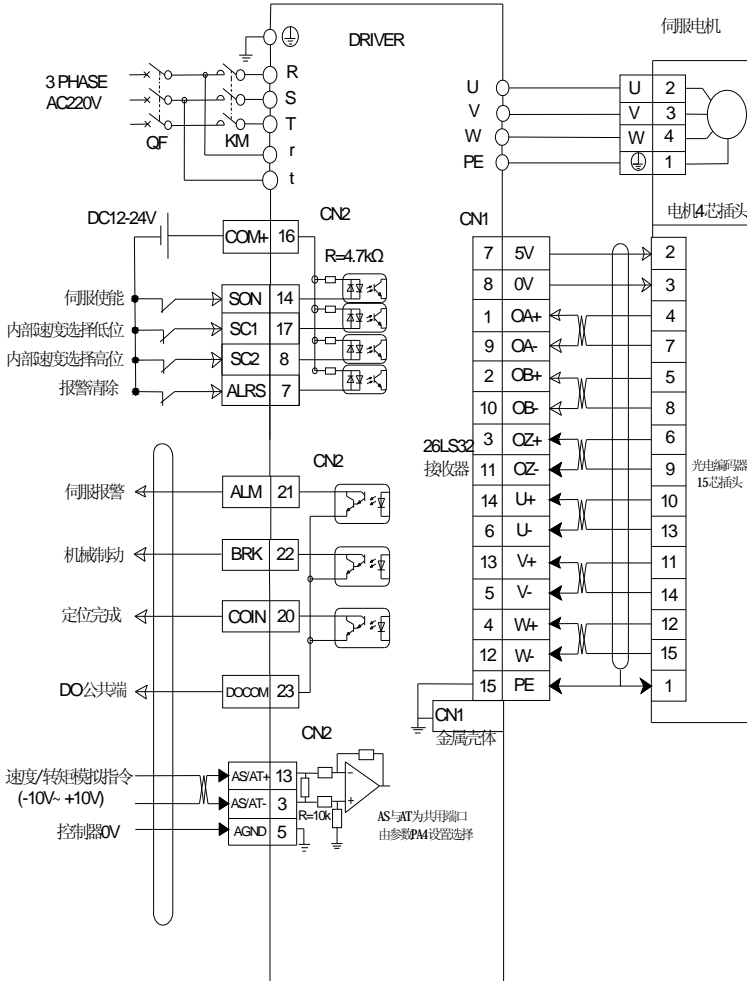 DRIVER
伺服电机
3 PHASE
AC220V
QF
KM
R
S
T
r
t
U
V
W
PE
U 2
V 3
W 4
1
电机4芯插头
DC12-24V
CN2
COM+ 16
R=4.7kΩ
伺服使能
SON 14
内部速度选择低位
SC1 17
内部速度选择高位
SC2 8
报警清除
ALRS 7
CN2
伺服报警
ALM 21
机械制动
BRK 22
定位完成
COIN 20
DO公共端
DOCOM 23
CN2
速度/转矩模拟指令
(-10V~ +10V)
AS/AT+ 13
AS/AT- 3
控制器0V
AGND 5
R=10k
AS与AT为共用端口
由参数PA4设置选择
CN1
7 5V 2
8 0V 3
1 OA+ 4
9 OA- 7
2 OB+ 5
10 OB- 8
3 OZ+ 6
11 OZ- 9
14 U+ 10
6 U- 13
13 V+ 11
5 V- 14
4 W+ 12
12 W- 15
15 PE 1
26LS32
接收器
光电编码器
15芯插头
CN1
金属壳体